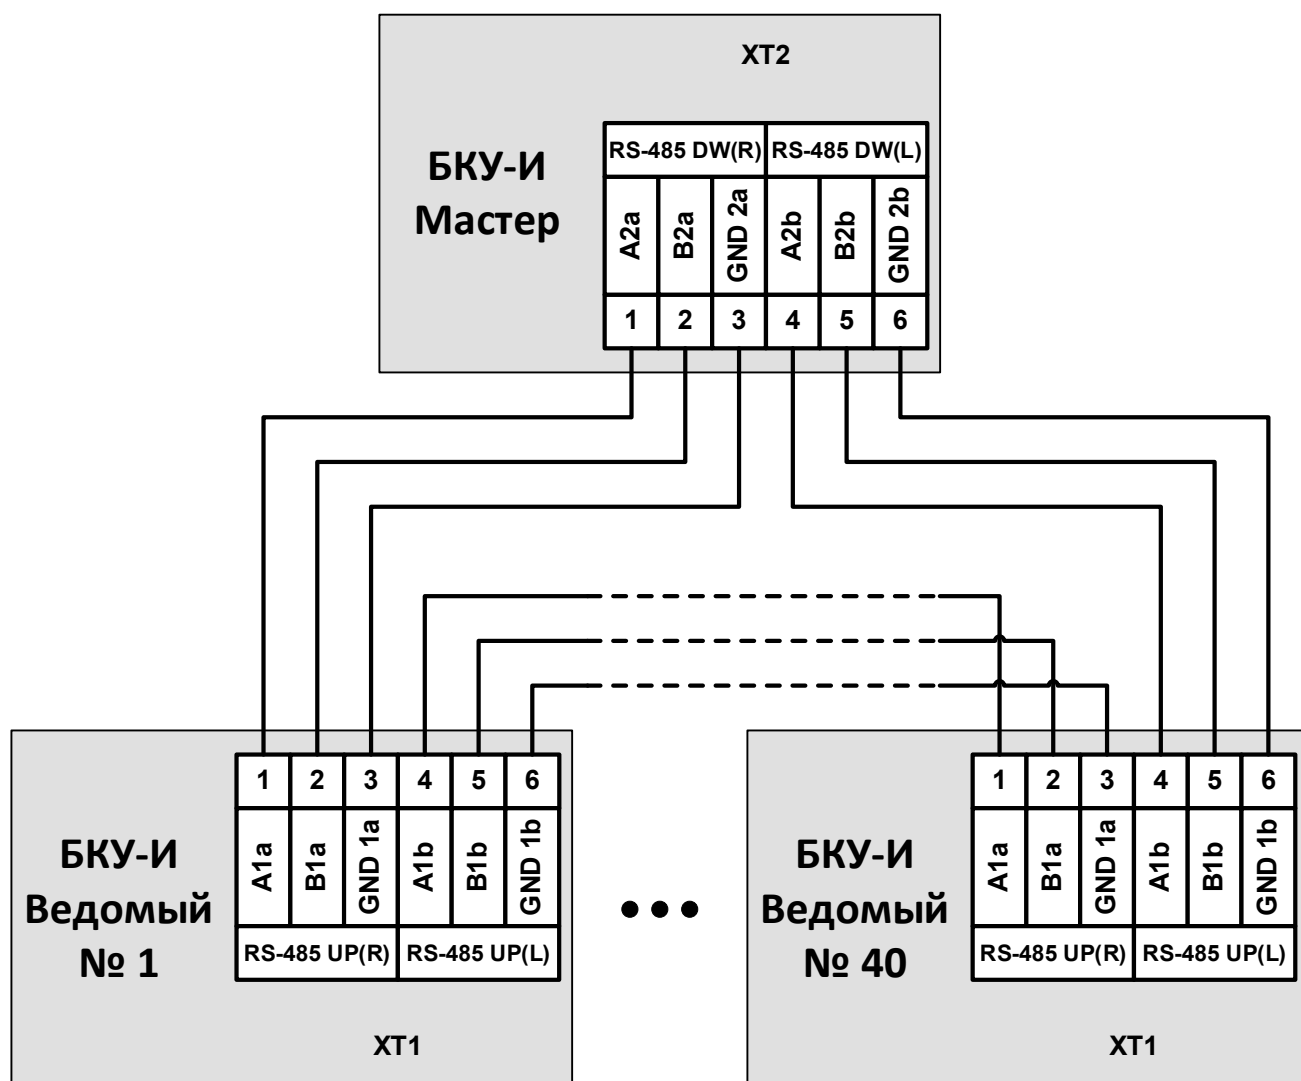 XT2
БКУ-И
Мастер
RS-485 DW(R) RS-485 DW(L)
A2a B2a GND 2a A2b B2b GND 2b
1 2 3 4 5 6
БКУ-И
Ведомый
№ 1
1 2 3 4 5 6
A1a B1a GND 1a A1b B1b GND 1b
RS-485 UP(R) RS-485 UP(L)
XT1
БКУ-И
Ведомый
№ 40
1 2 3 4 5 6
A1a B1a GND 1a A1b B1b GND 1b
RS-485 UP(R) RS-485 UP(L)
XT1